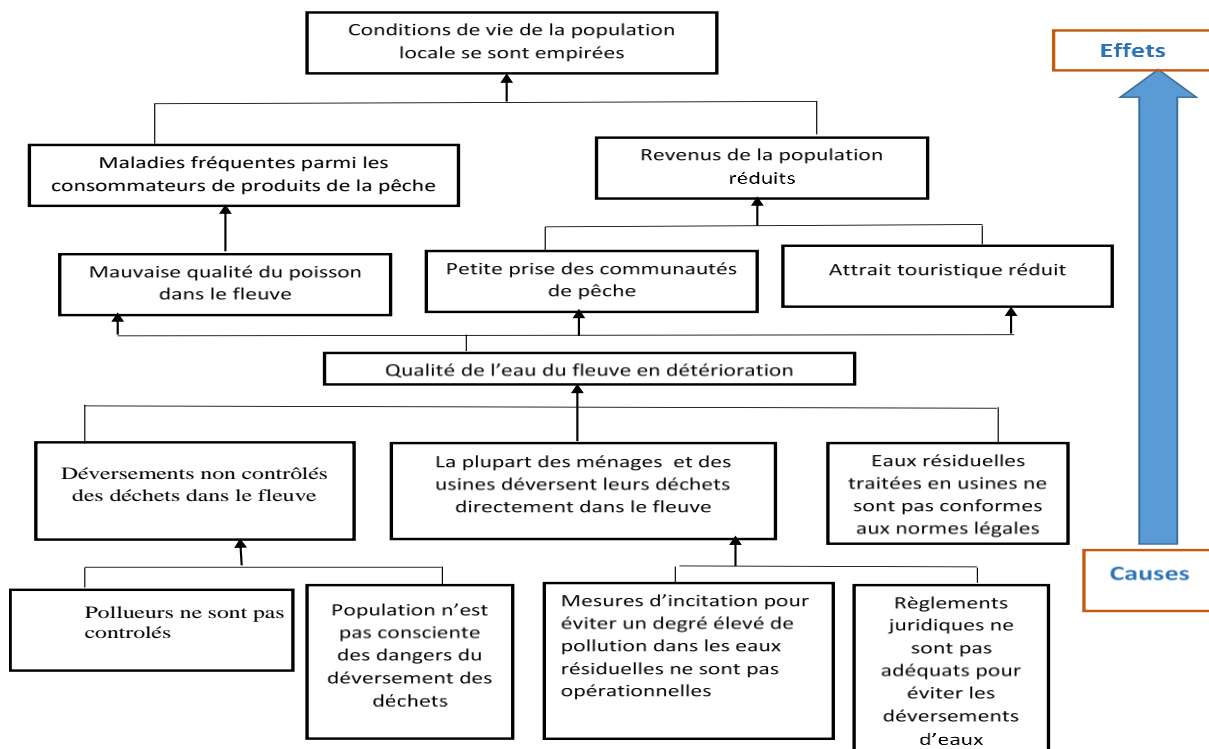 Conditions de vie de la population
locale se sont empirées
Effets
Maladies fréquentes parmi les
consommateurs de produits de la pêche
Revenus de la population
réduits
Mauvaise qualité du poisson
dans le fleuve
Petite prise des communautés
de pêche
Attrait touristique réduit
Qualité de l’eau du fleuve en détérioration
Déversements non contrôlés
des déchets dans le fleuve
La plupart des ménages et des
usines déversent leurs déchets
directement dans le fleuve
Eaux résiduelles
traitées en usines ne
sont pas conformes
aux normes légales
Causes
Pollueurs ne sont pas
controlés
Population n’est
pas consciente
des dangers du
déversement des
déchets
Mesures d’incitation pour
éviter un degré élevé de
pollution dans les eaux
résiduelles ne sont pas
opérationnelles
Règlements
juridiques ne
sont pas
adéquats pour
éviter les
déversements
d’eaux